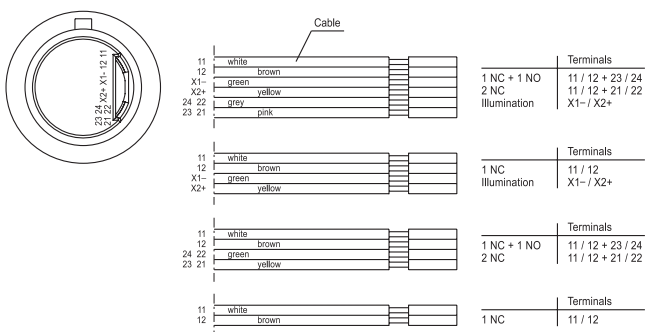 Cable
23 24 X2+ X1- 12 11
21 22
11 white
12 brown
X1– green
X2+ yellow
24 22 grey
23 21 pink
Terminals
1 NC + 1 NO 11 / 12 + 23 / 24
2 NC 11 / 12 + 21 / 22
Illumination X1– / X2+
11 white
12 brown
X1– green
X2+ yellow
Terminals
1 NC 11 / 12
Illumination X1– / X2+
11 white
12 brown
24 22 green
23 21 yellow
Terminals
1 NC + 1 NO 11 / 12 + 23 / 24
2 NC 11 / 12 + 21 / 22
11 white
12 brown
Terminals
1 NC 11 / 12